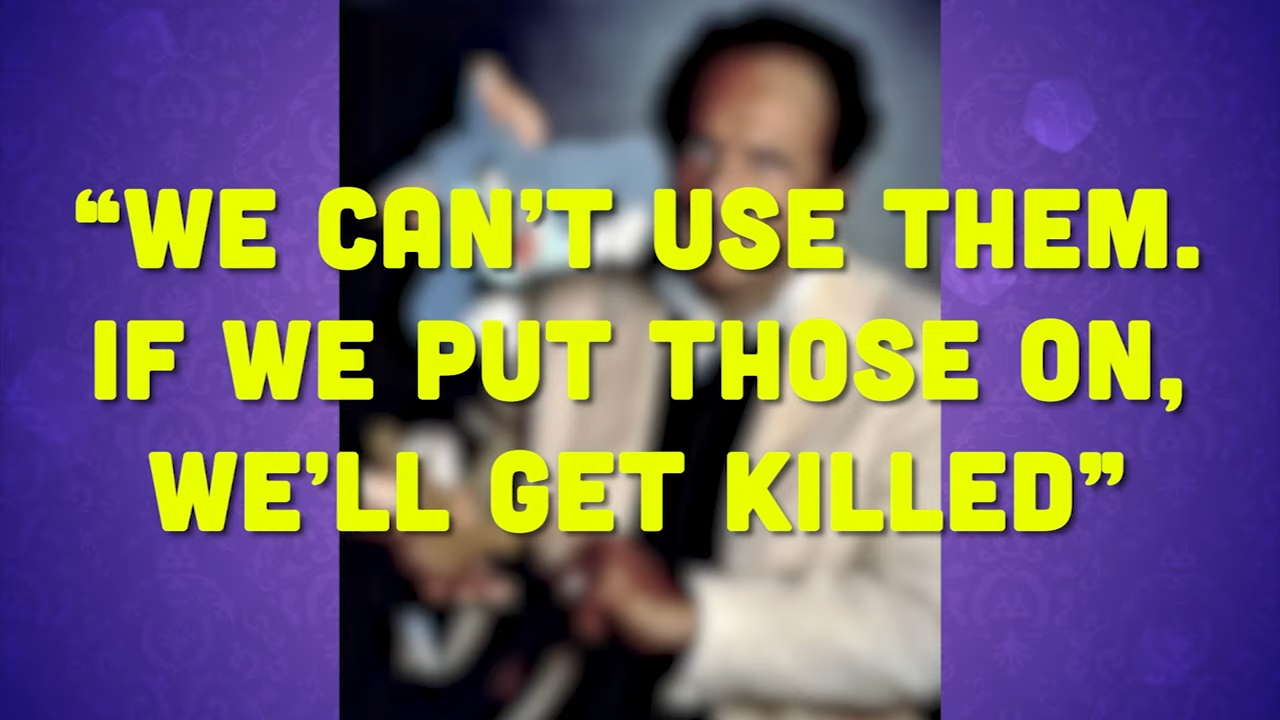 “WE CAN’T USE THEM.
IF WE PUT THOSE ON,
WE’LL GET KILLED”